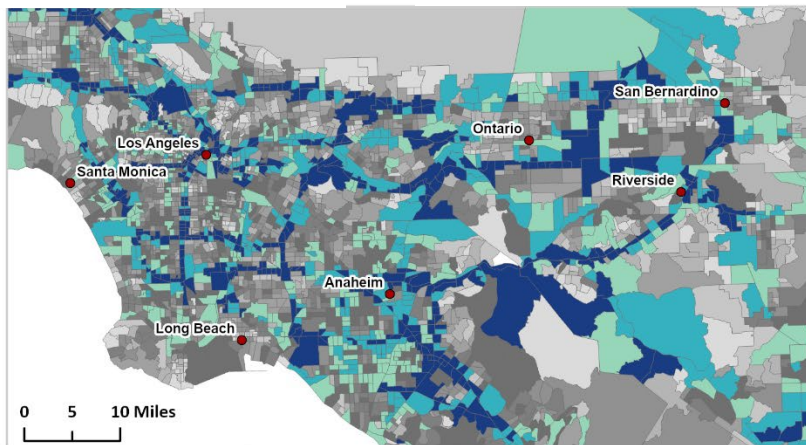 San Bernardino
Ontario
Los Angeles
Santa Monica
Riverside
Anaheim
Long Beach
0 5 10 Miles